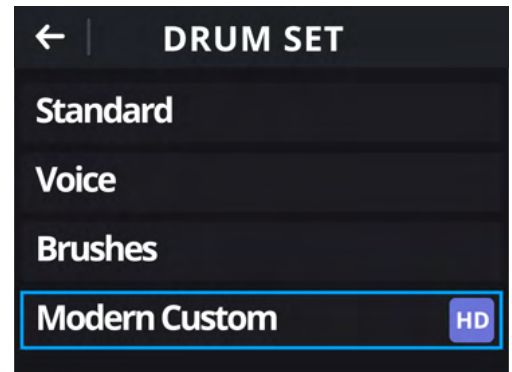 DRUM SET
Standard
Voice
Brushes
Modern Custom HD